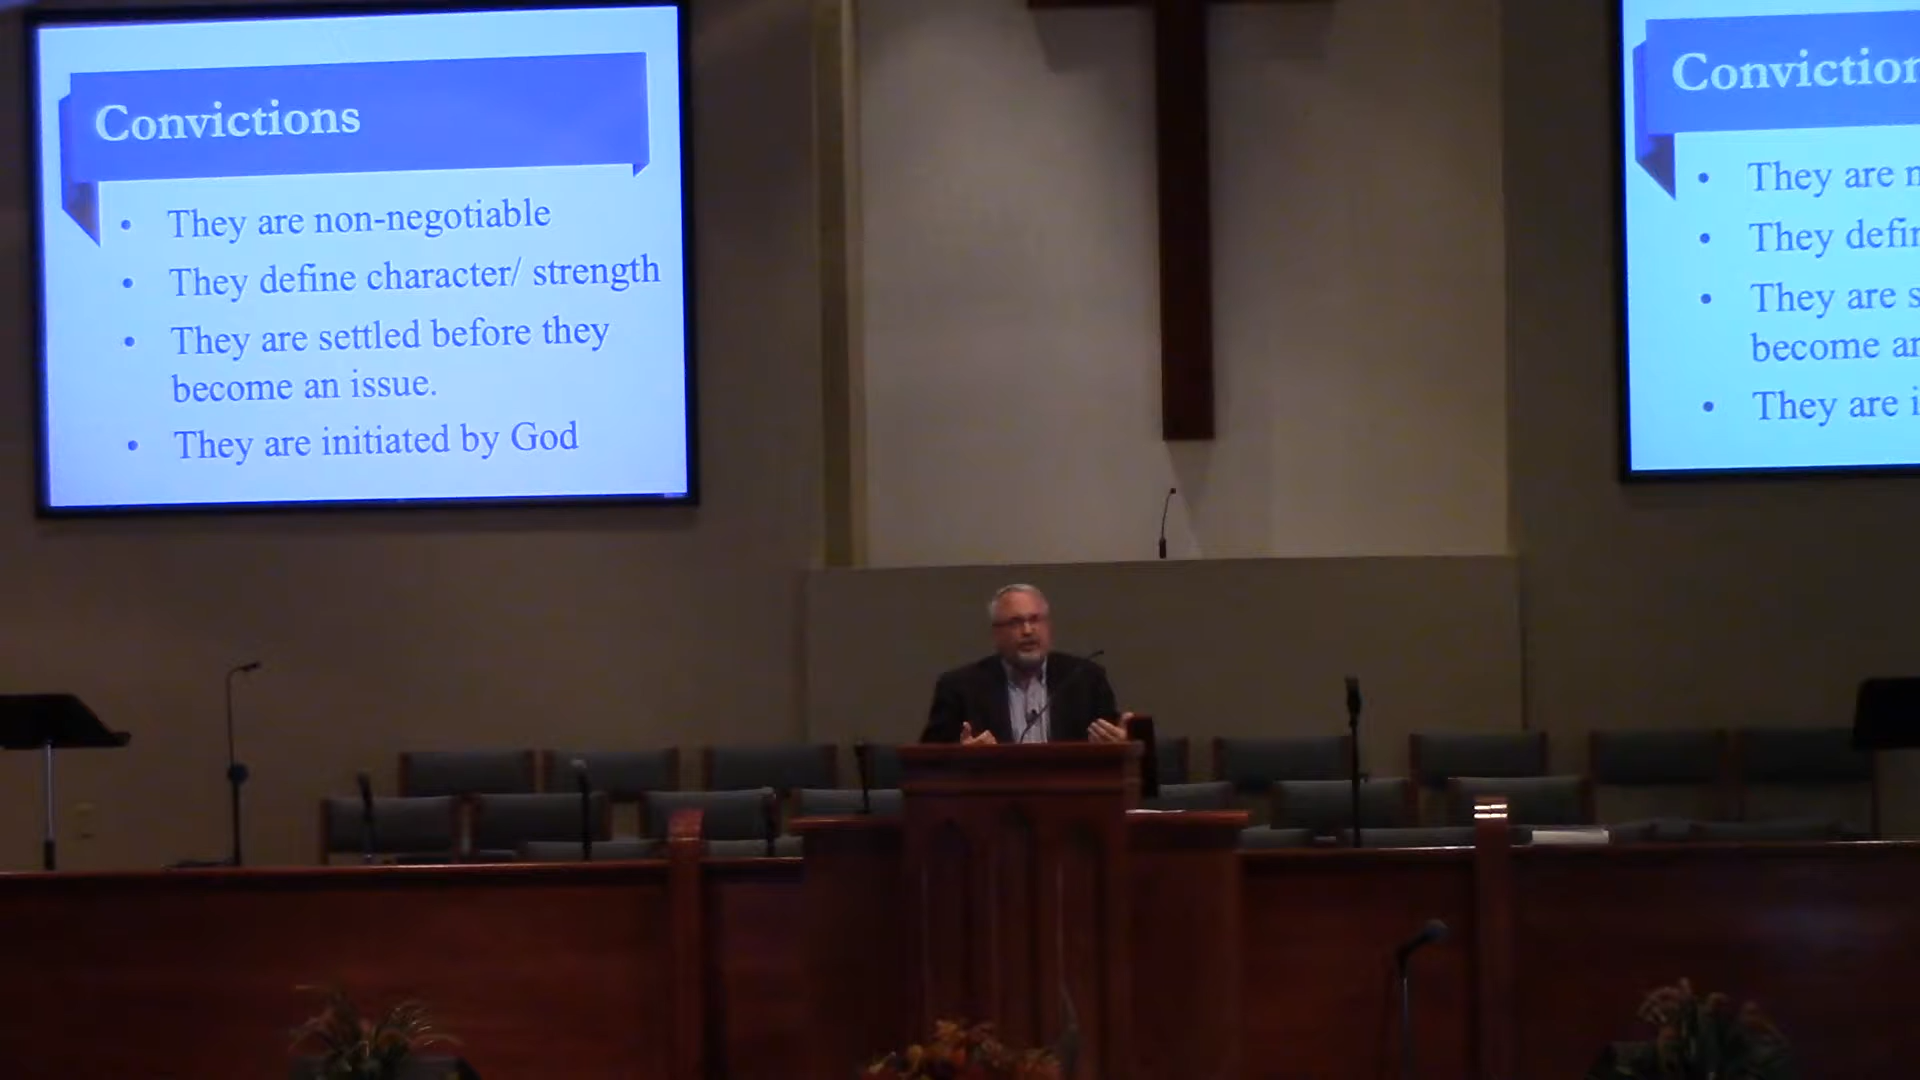 Convictions
• They are non-negotiable
• They define character/ strength
• They are settled before they
become an issue.
• They are initiated by God
Conviction
• They are
• They defin
• They are s
become an
• They are i